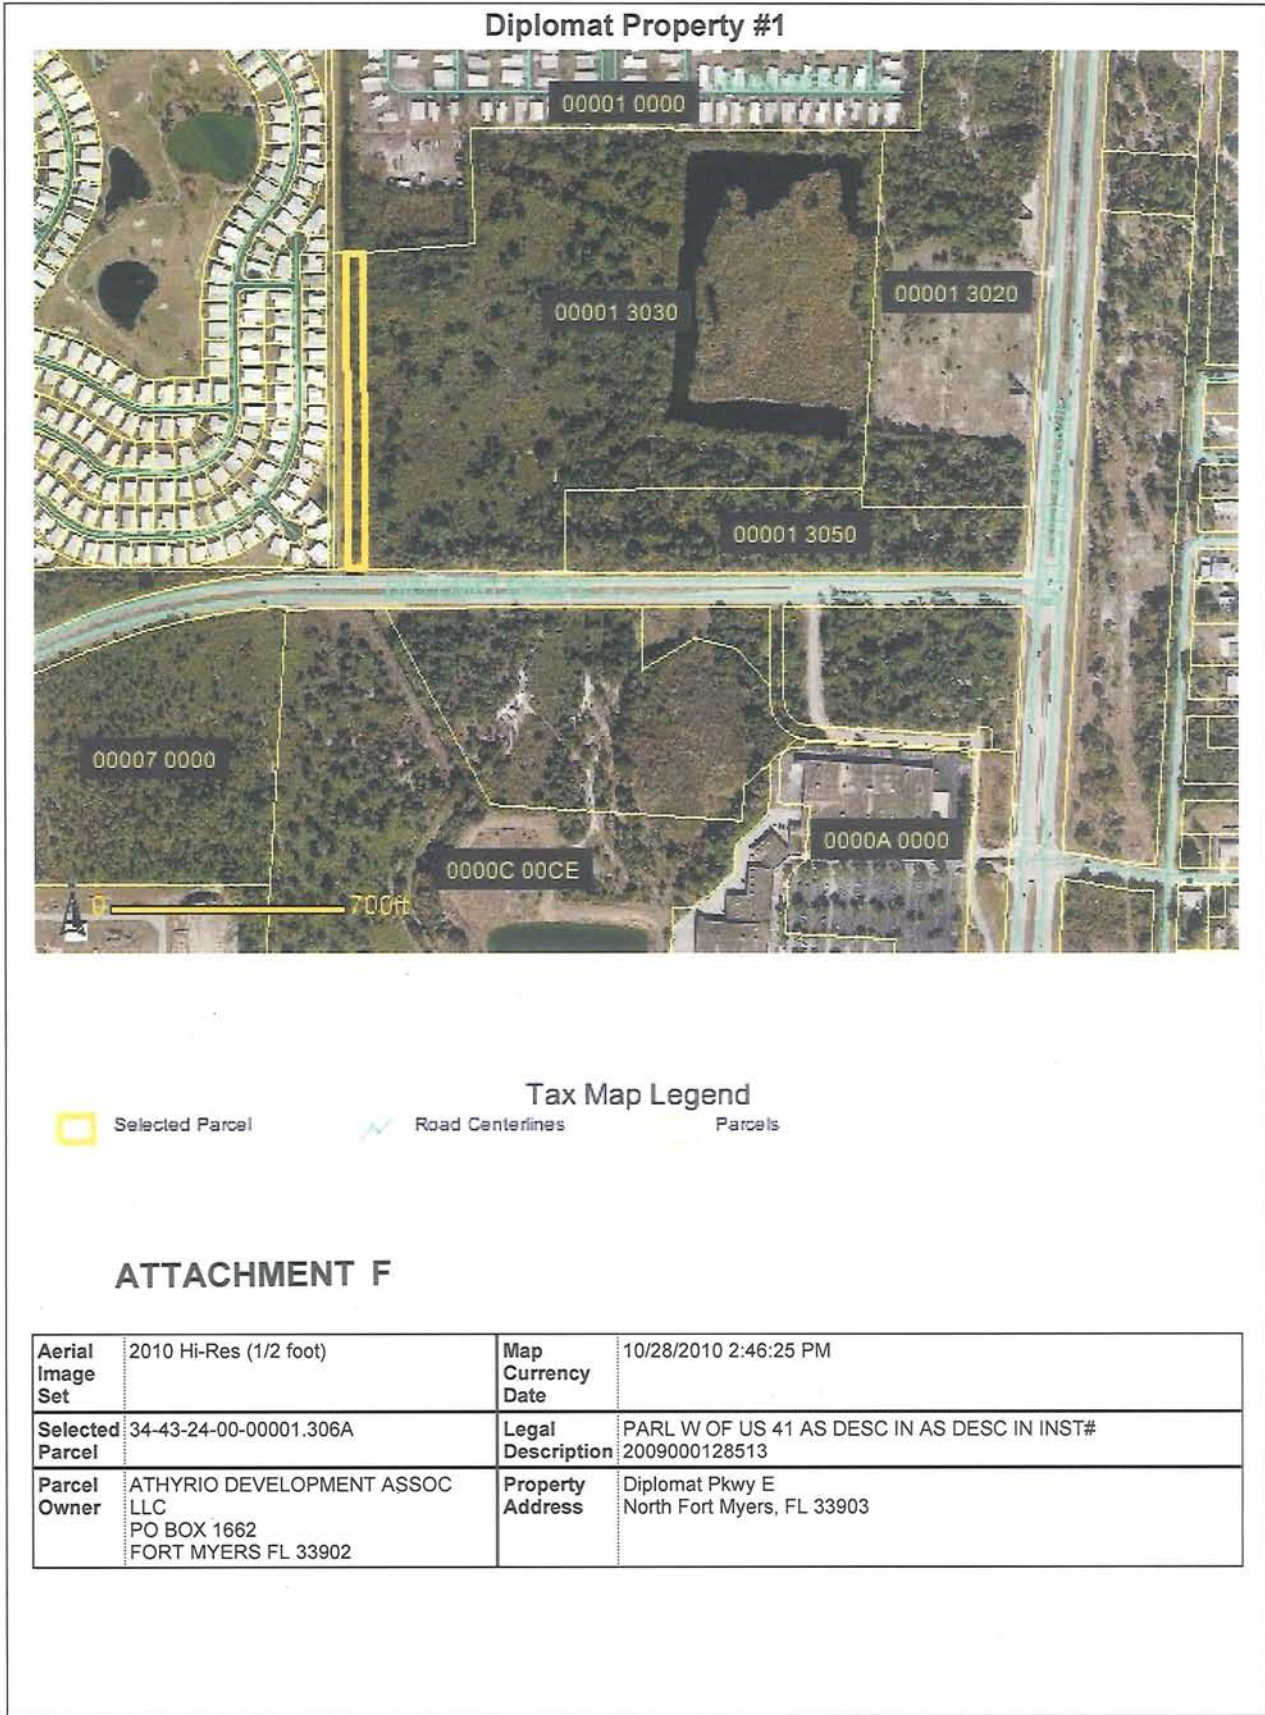 Diplomat Property #1
00001 0000
00001 3030
00001 3020
00001 3050
00007 0000
0000A 0000
0000C 00CE
0 700ft
Tax Map Legend
Selected Parcel Road Centerlines Parcels
ATTACHMENT F
Aerial Image Set 2010 Hi-Res (1/2 foot) Map Currency Date 10/28/2010 2:46:25 PM
Selected Parcel 34-43-24-00-00001.306A Legal Description PARL W OF US 41 AS DESC IN AS DESC IN INST# 2009000128513
Parcel Owner ATHYRIO DEVELOPMENT ASSOC LLC PO BOX 1662 FORT MYERS FL 33902 Property Address Diplomat Pkwy E North Fort Myers, FL 33903